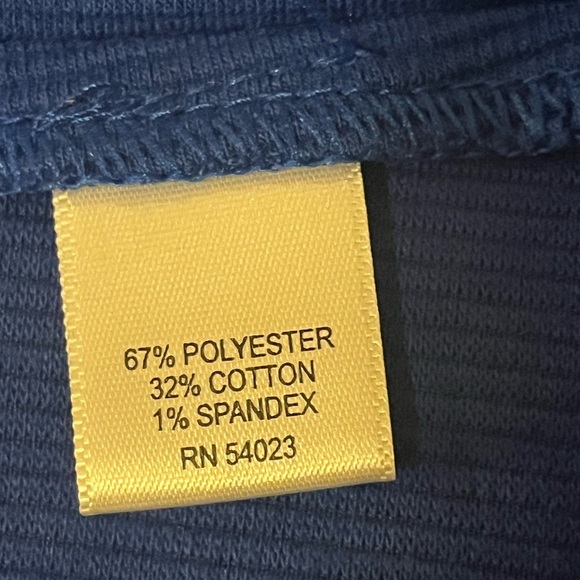 67% POLYESTER
32% COTTON
1% SPANDEX
RN 54023